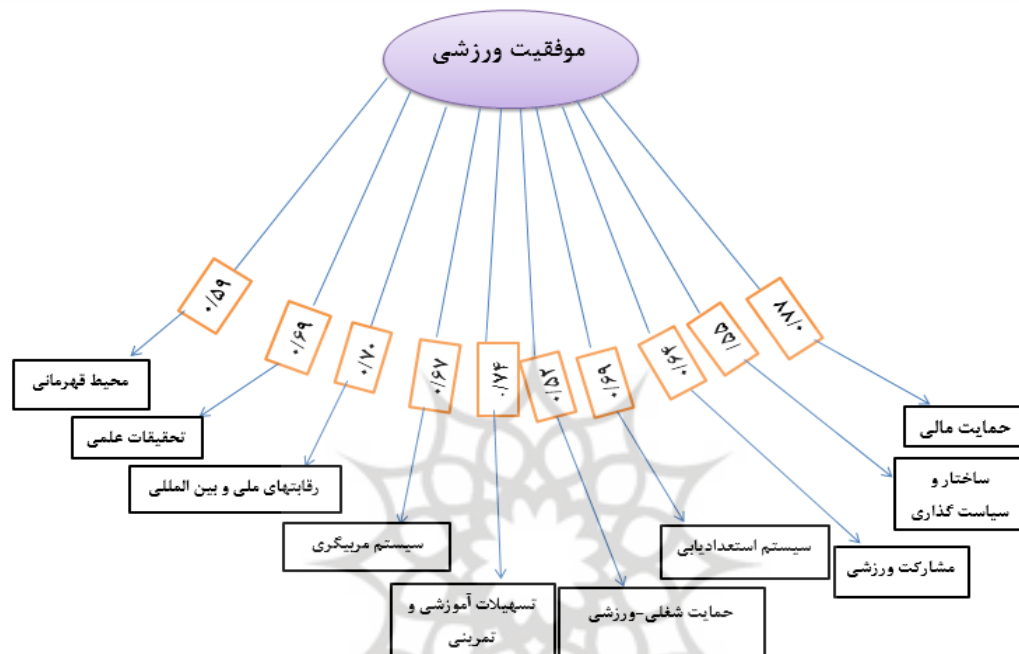 موفقیت ورزشی
۰/۷۷
۰/۵۵
۰/۶۴
۰/۶۹
۰/۵۲
۰/۷۴
۰/۶۷
۰/۷۰
۰/۶۹
۰/۵۹
حمایت مالی
ساختار و
سیاست گذاری
مشارکت ورزشی
سیستم استعدادیابی
حمایت شغلی-ورزشی
تسهیلات آموزشی و
تمرینی
سیستم مربیگری
رقابتهای ملی و بین المللی
تحقیقات علمی
محیط قهرمانی